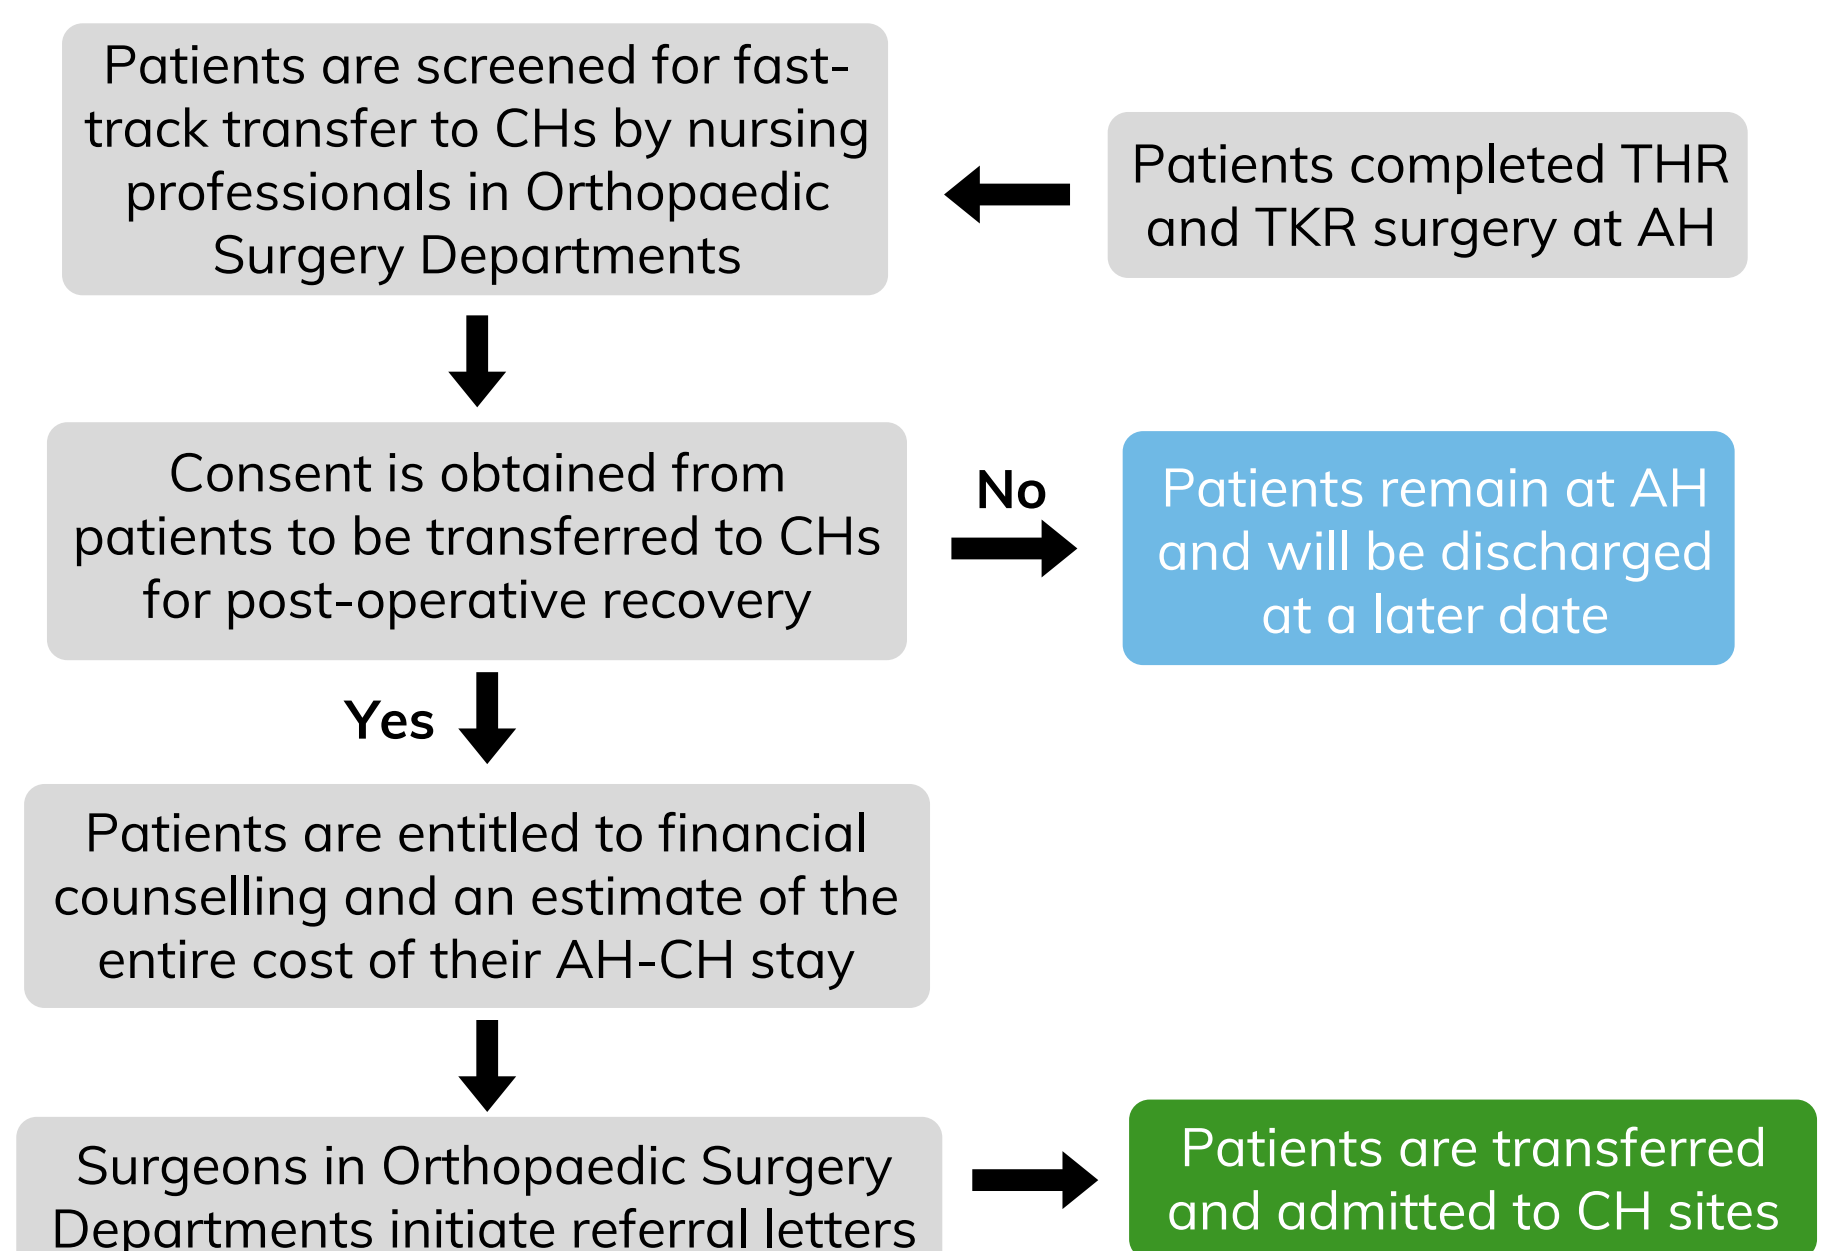 Patients are screened for fast-
track transfer to CHs by nursing
professionals in Orthopaedic
Surgery Departments
Patients completed THR
and TKR surgery at AH
Consent is obtained from
patients to be transferred to CHs
for post-operative recovery
No
Patients remain at AH
and will be discharged
at a later date
Yes
Patients are entitled to financial
counselling and an estimate of the
entire cost of their AH-CH stay
Surgeons in Orthopaedic Surgery
Departments initiate referral letters
Patients are transferred
and admitted to CH sites